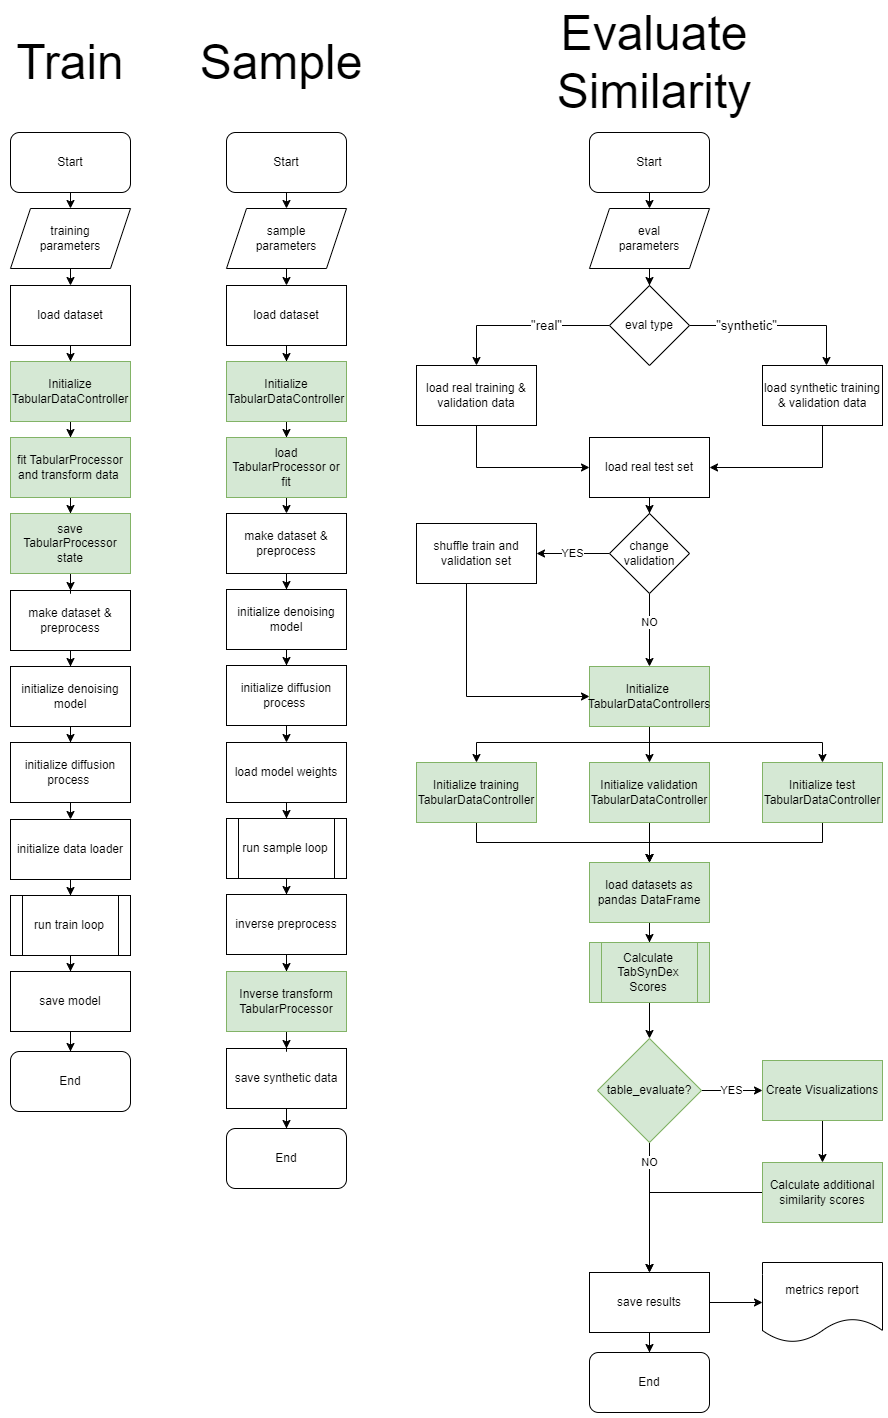 Train
Start
training
parameters
load dataset
Initialize
TabularDataController
fit TabularProcessor
and transform data
save
TabularProcessor
state
make dataset &
preprocess
initialize denoising
model
initialize diffusion
process
initialize data loader
run train loop
save model
End
Sample
Start
sample
parameters
load dataset
Initialize
TabularDataController
load
TabularProcessor or
fit
make dataset &
preprocess
initialize denoising
model
initialize diffusion
process
load model weights
run sample loop
inverse preprocess
Inverse transform
TabularProcessor
save synthetic data
End
Evaluate
Similarity
Start
eval
parameters
eval type
"real"
"synthetic"
load real training &
validation data
load synthetic training
& validation data
load real test set
change
validation
YES
shuffle train and
validation set
NO
Initialize
TabularDataControllers
Initialize training
TabularDataController
Initialize validation
TabularDataController
Initialize test
TabularDataController
load datasets as
pandas DataFrame
Calculate
TabSynDex
Scores
table_evaluate?
YES
Create Visualizations
NO
Calculate additional
similarity scores
save results
metrics report
End